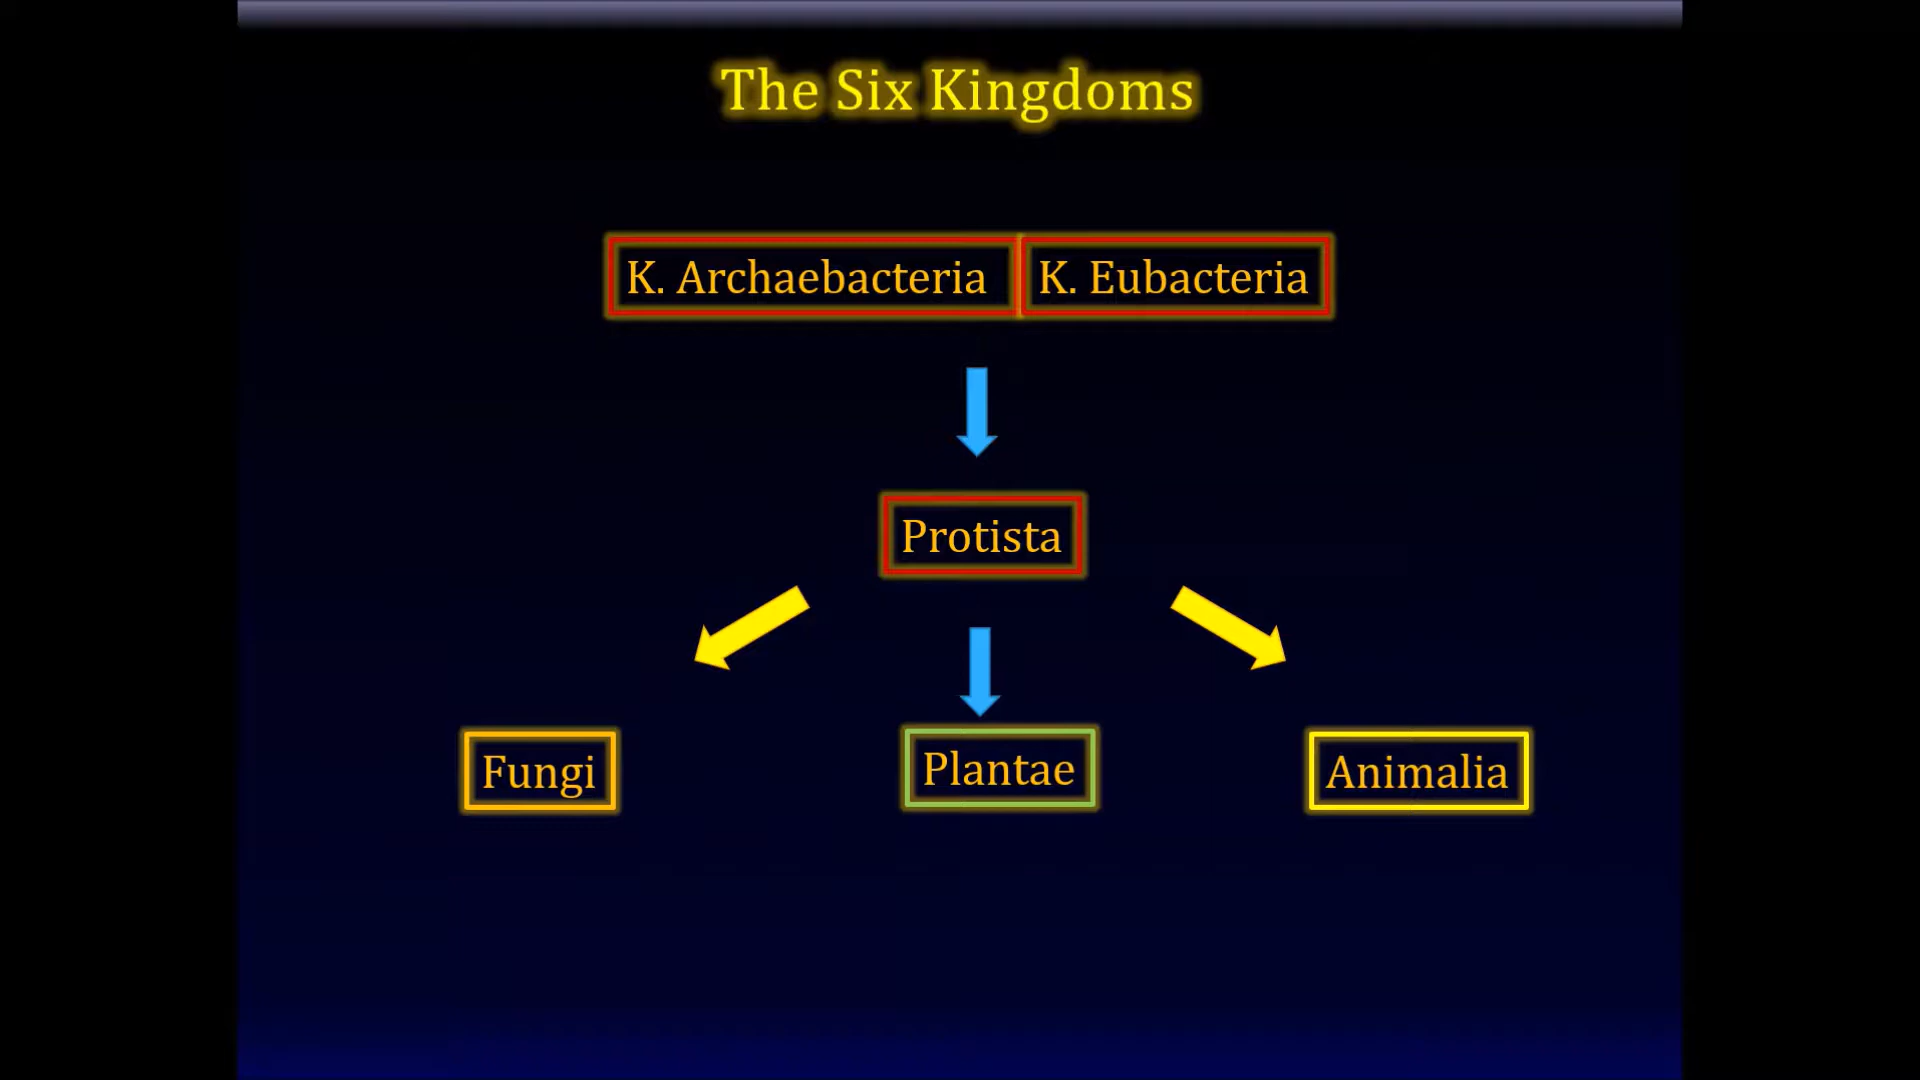 The Six Kingdoms
K. Archaebacteria K. Eubacteria
Protista
Fungi Plantae Animalia